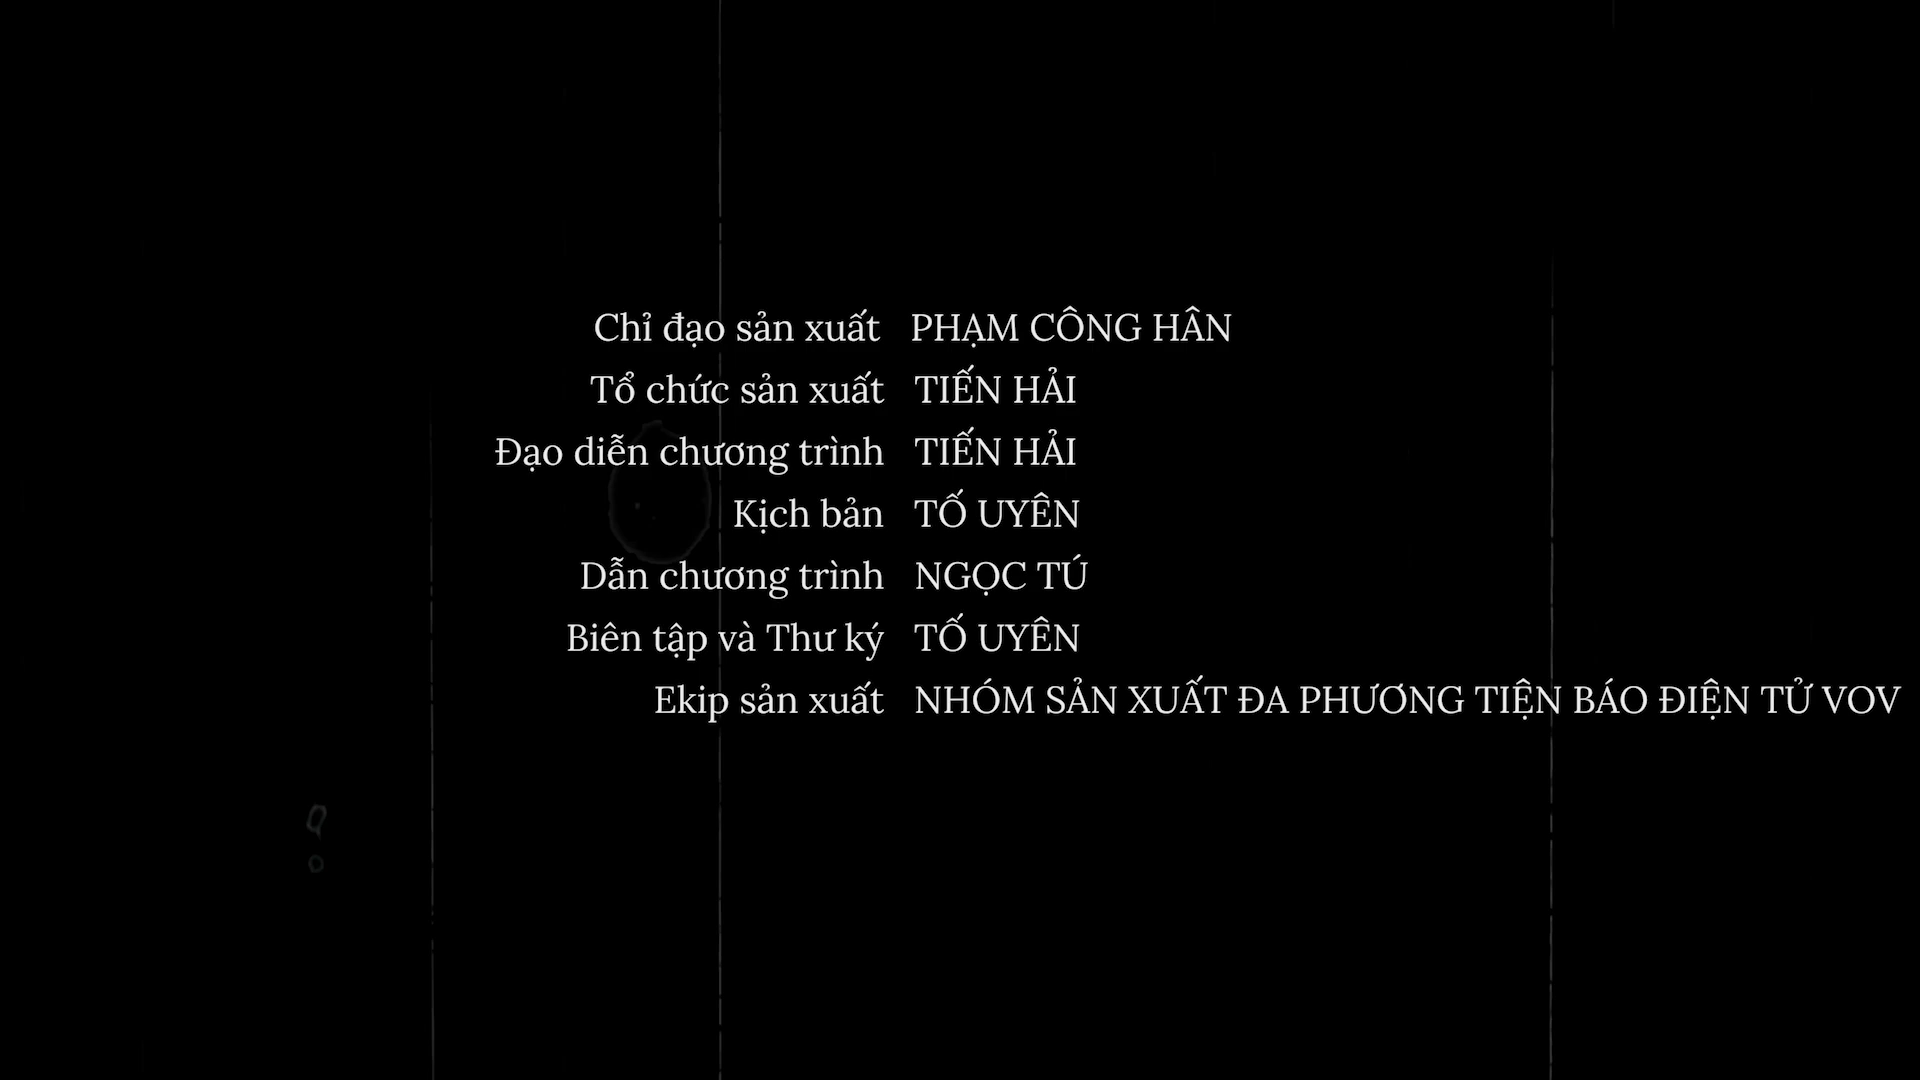 Chỉ đạo sản xuất PHẠM CÔNG HÂN
Tổ chức sản xuất TIẾN HẢI
Đạo diễn chương trình TIẾN HẢI
Kịch bản TỐ UYÊN
Dẫn chương trình NGỌC TÚ
Biên tập và Thư ký TỐ UYÊN
Ekip sản xuất NHÓM SẢN XUẤT ĐA PHƯƠNG TIỆN BÁO ĐIỆN TỬ VOV